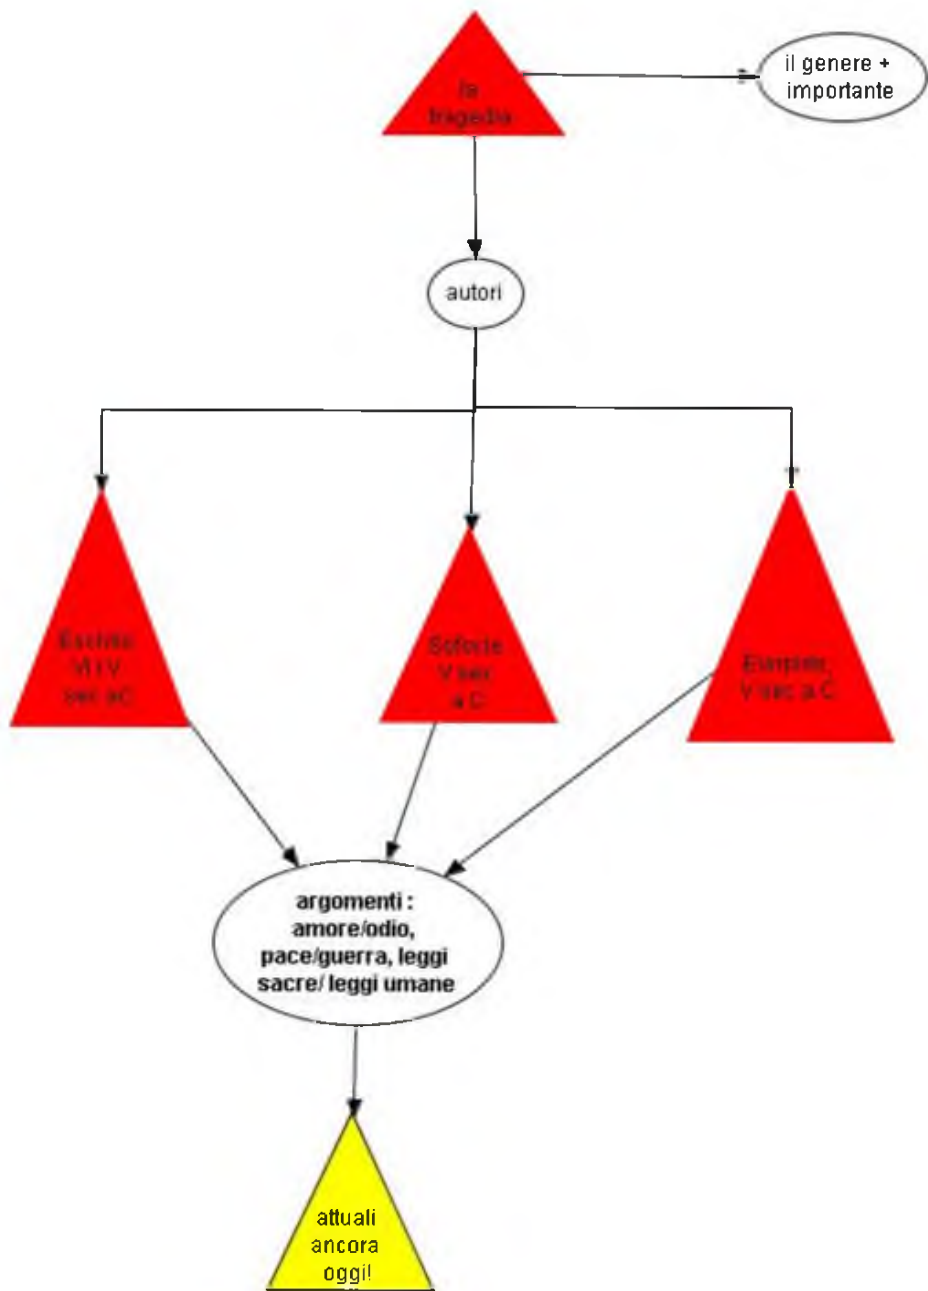 la
tragedia
il genere +
importante
autori
Eschilo
VI / V
sec aC
Sofocle
V sec
a C
Euripide,
V sec a C
argomenti :
amore/odio,
pace/guerra, leggi
sacre/ leggi umane
attuali
ancora
oggi!